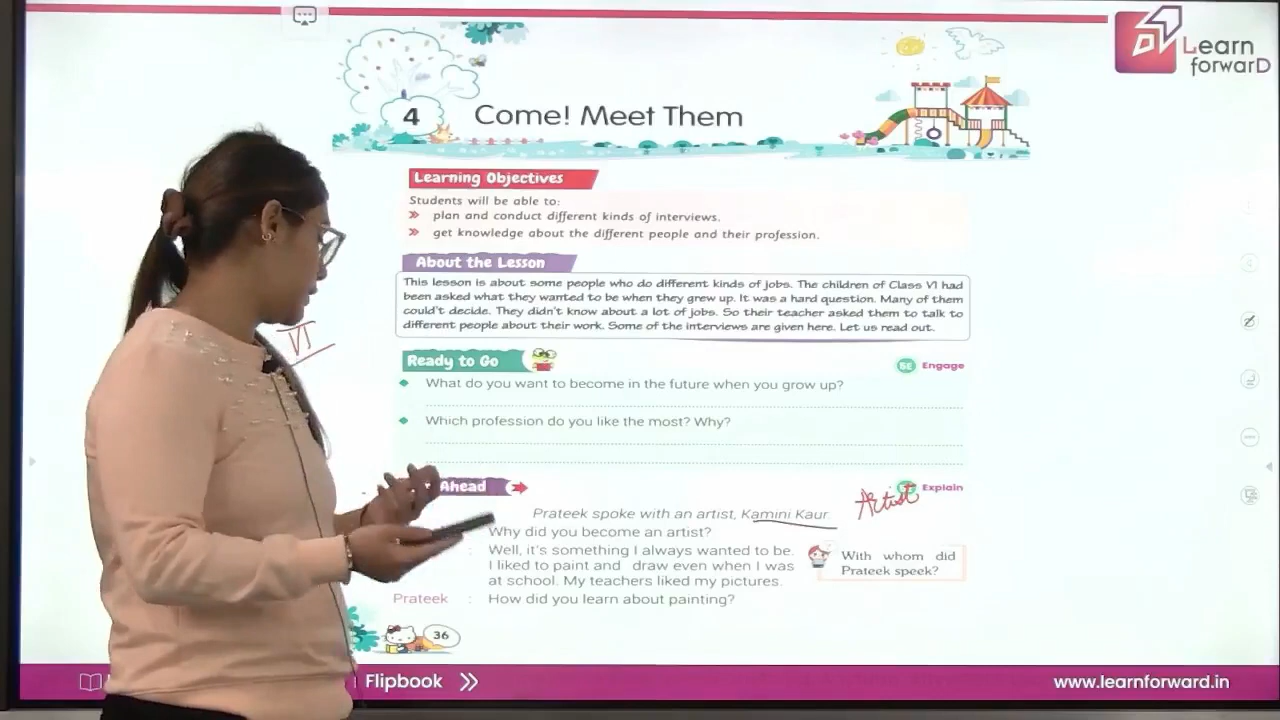 Learn
forwarD
4
Come! Meet Them
Learning Objectives
Students will be able to:
plan and conduct different kinds of interviews.
get knowledge about the different people and their profession.
About the Lesson
This lesson is about some people who do different kinds of jobs. The children of Class VI had
been asked what they wanted to be when they grew up. It was a hard question. Many of them
could't decide. They didn't know about a lot of jobs. So their teacher asked them to talk to
different people about their work. Some of the interviews are given here. Let us read out.
VI
Ready to Go
5E Engage
What do you want to become in the future when you grow up?
Which profession do you like the most? Why?
Ahead
Explain
Artist
Prateek spoke with an artist, Kamini Kaur.
Why did you become an artist?
: Well, it's something I always wanted to be.
I liked to paint and draw even when I was
at school. My teachers liked my pictures.
With whom did
Prateek speek?
Prateek : How did you learn about painting?
36
Flipbook
www.learnforward.in